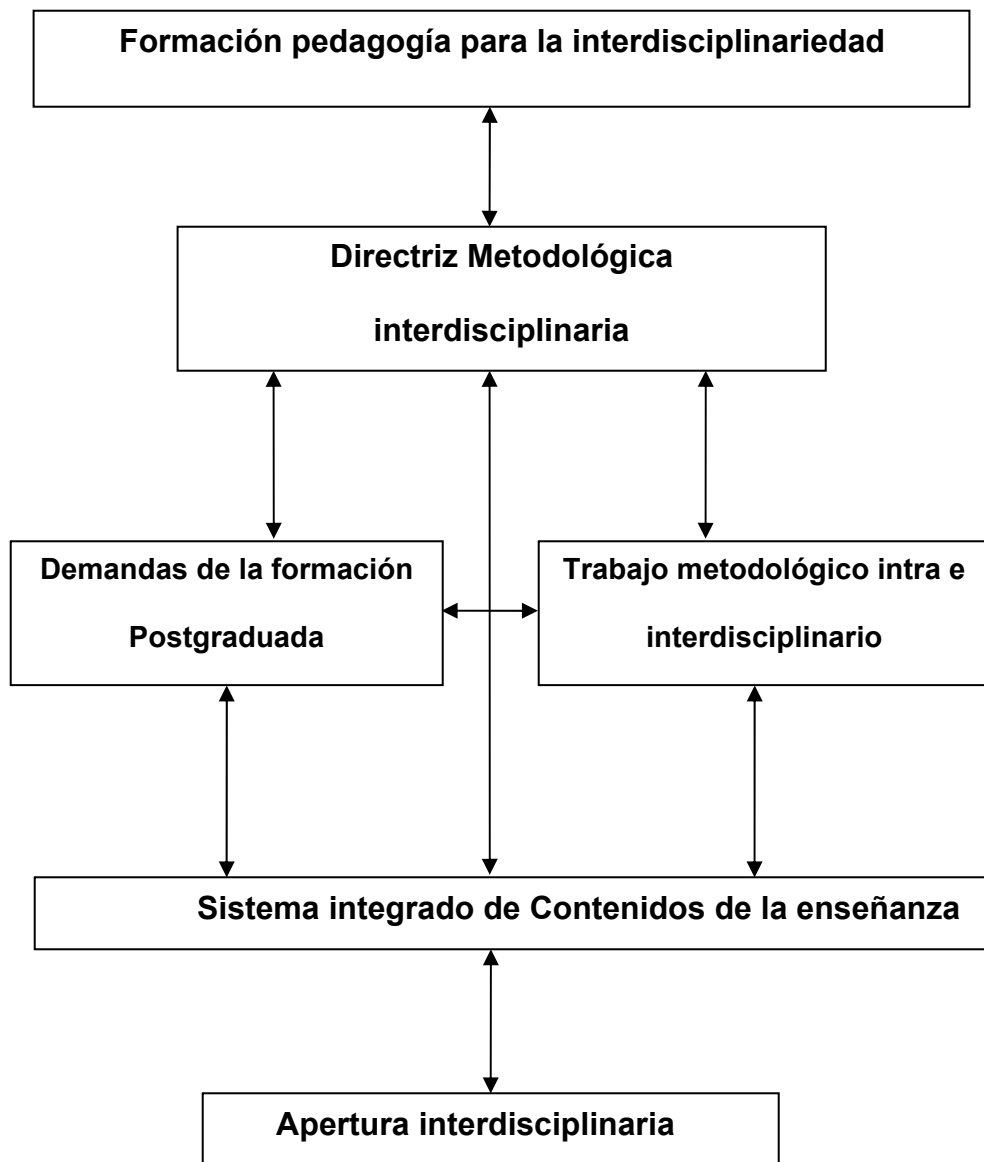 Formación pedagogía para la interdisciplinariedad
Directriz Metodológica
interdisciplinaria
Demandas de la formación
Postgraduada
Trabajo metodológico intra e
interdisciplinario
Sistema integrado de Contenidos de la enseñanza
Apertura interdisciplinaria